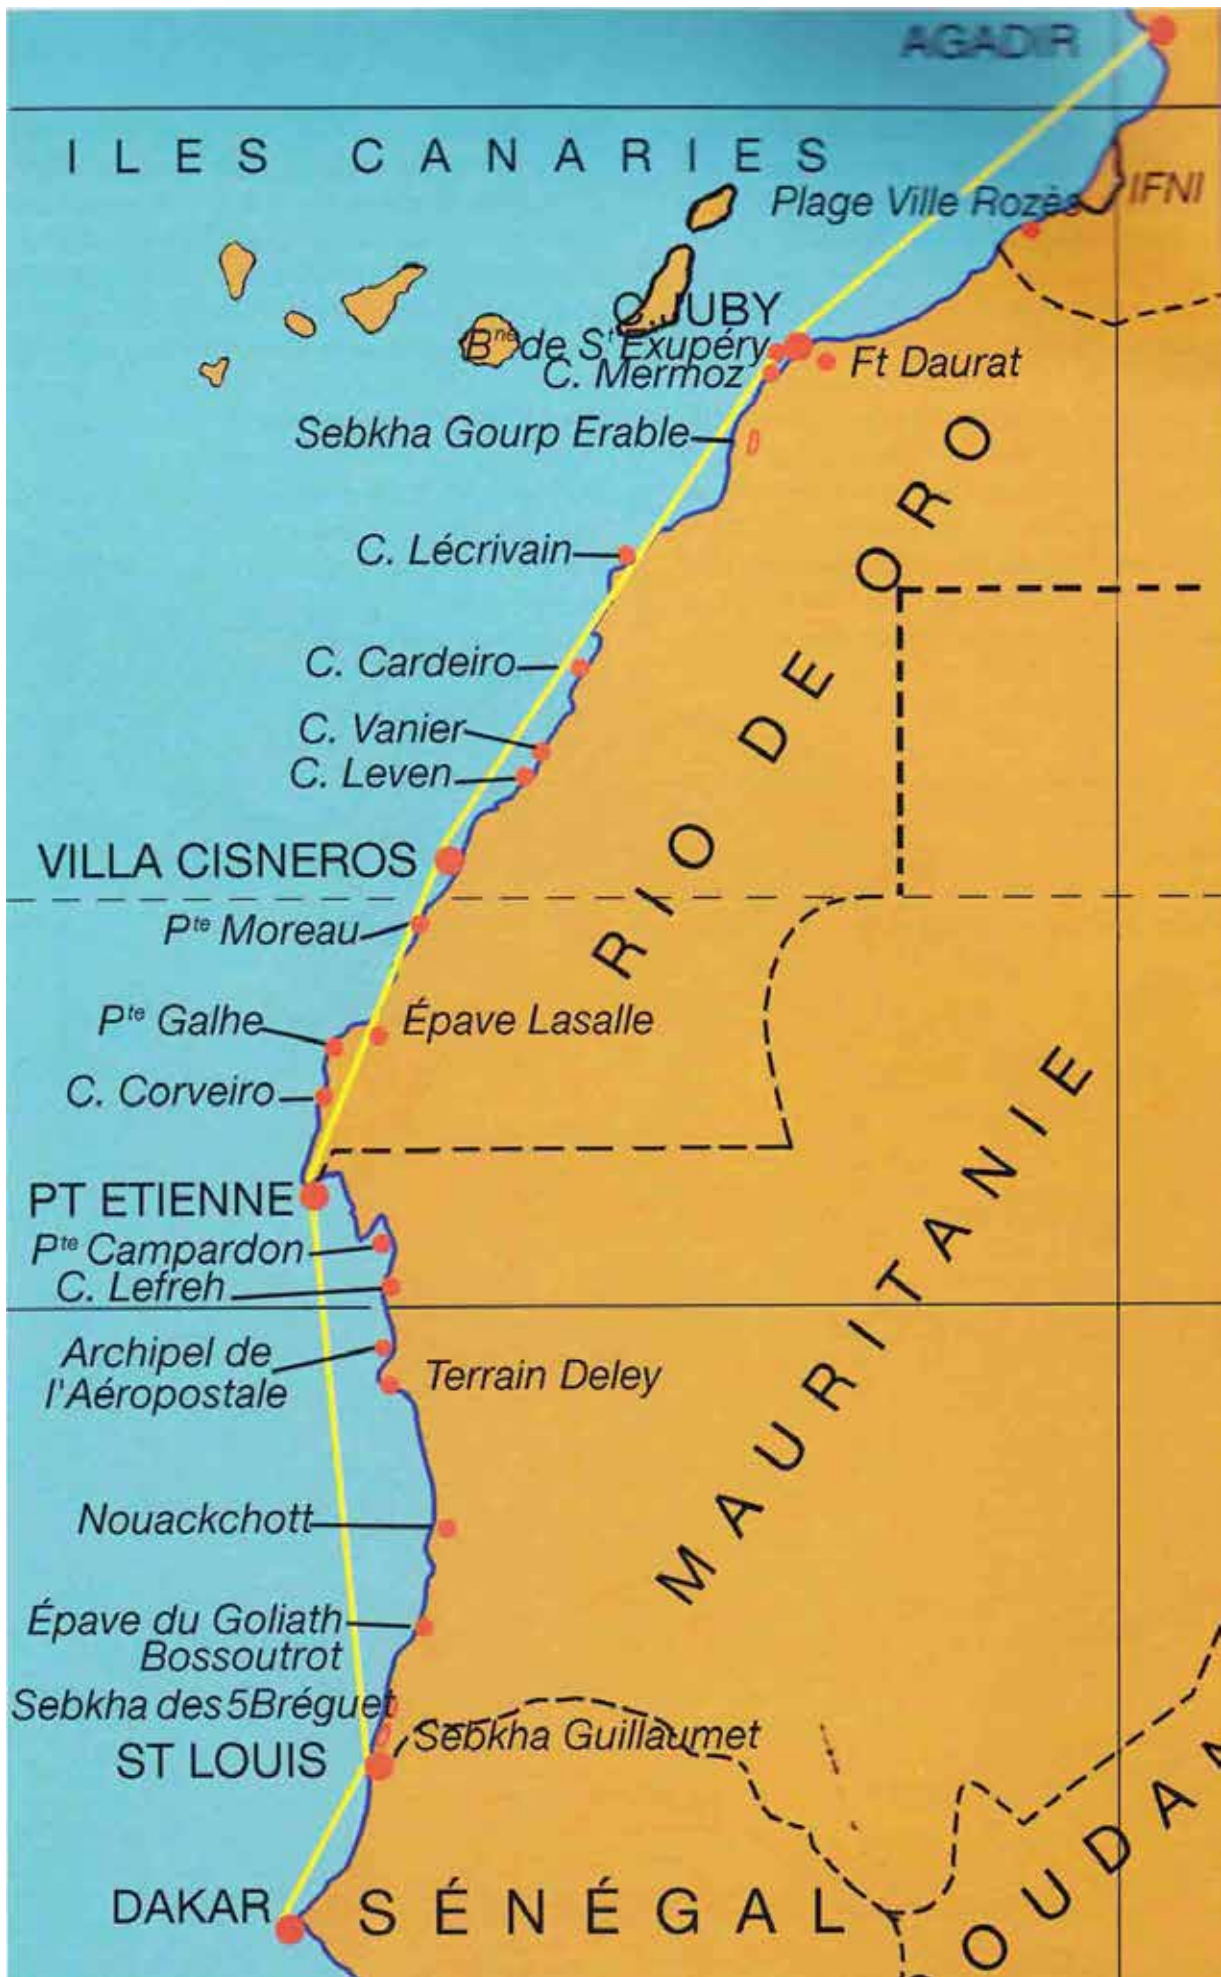 AGADIR
ILES CANARIES
IFNI
Plage Ville Rozès
C. JUBY
Bne de St Exupéry
Ft Daurat
C. Mermoz
Sebkha Gourp Erable
C. Lécrivain
C. Cardeiro
C. Vanier
C. Leven
RIO DE ORO
VILLA CISNEROS
Pte Moreau
Pte Galhe
Épave Lasalle
C. Corveiro
PT ETIENNE
Pte Campardon
C. Lefreh
MAURITANIE
Archipel de
l'Aéropostale
Terrain Deley
Nouackchott
Épave du Goliath
Bossoutrot
Sebkha des 5Bréguet
Sebkha Guillaumet
ST LOUIS
DAKAR
SÉNÉGAL
OUDA